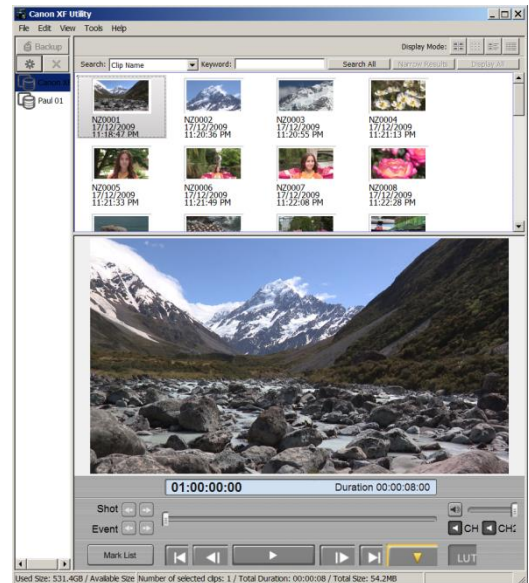 Canon XF Utility
File Edit View Tools Help
Backup
Display Mode:
Search: Clip Name Keyword: Search All Narrow Results Display All
Canon XF
Paul 01
NZ0001 NZ0002 NZ0003 NZ0004
17/12/2009 17/12/2009 17/12/2009 17/12/2009
11:18:47 PM 11:20:36 PM 11:20:55 PM 11:21:13 PM
NZ0005 NZ0006 NZ0007 NZ0008
17/12/2009 17/12/2009 17/12/2009 17/12/2009
11:21:33 PM 11:21:49 PM 11:22:08 PM 11:22:28 PM
01:00:00:00 Duration 00:00:08:00
Shot
Event CH CH2
Mark List LUT
Used Size: 531.4GB / Available Size Number of selected clips: 1 / Total Duration: 00:00:08 / Total Size: 54.2MB